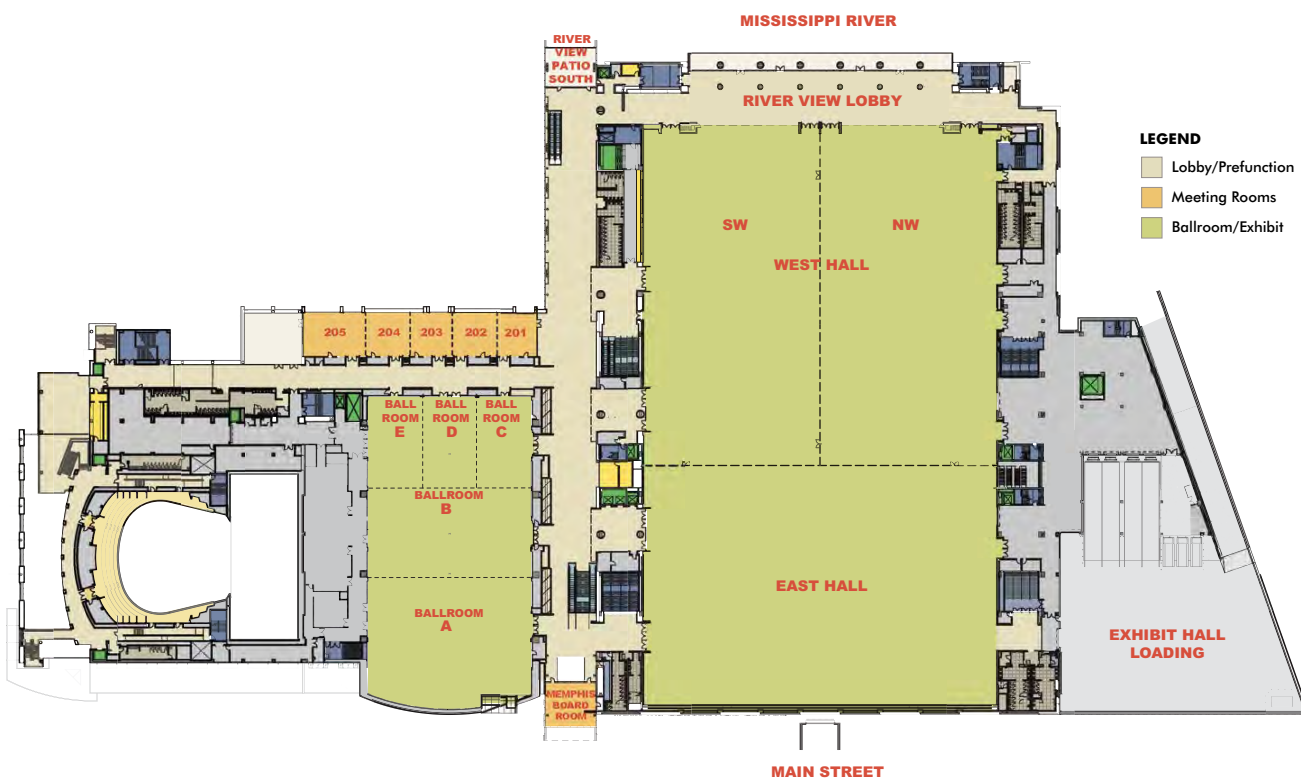 MISSISSIPPI RIVER
RIVER
VIEW
PATIO
SOUTH
RIVER VIEW LOBBY
LEGEND
Lobby/Prefunction
Meeting Rooms
Ballroom/Exhibit
SW
NW
WEST HALL
205
204
203
202
201
BALL
ROOM
E
BALL
ROOM
D
BALL
ROOM
C
BALLROOM
B
BALLROOM
A
EAST HALL
EXHIBIT HALL
LOADING
MEMPHIS
BOARD
ROOM
MAIN STREET